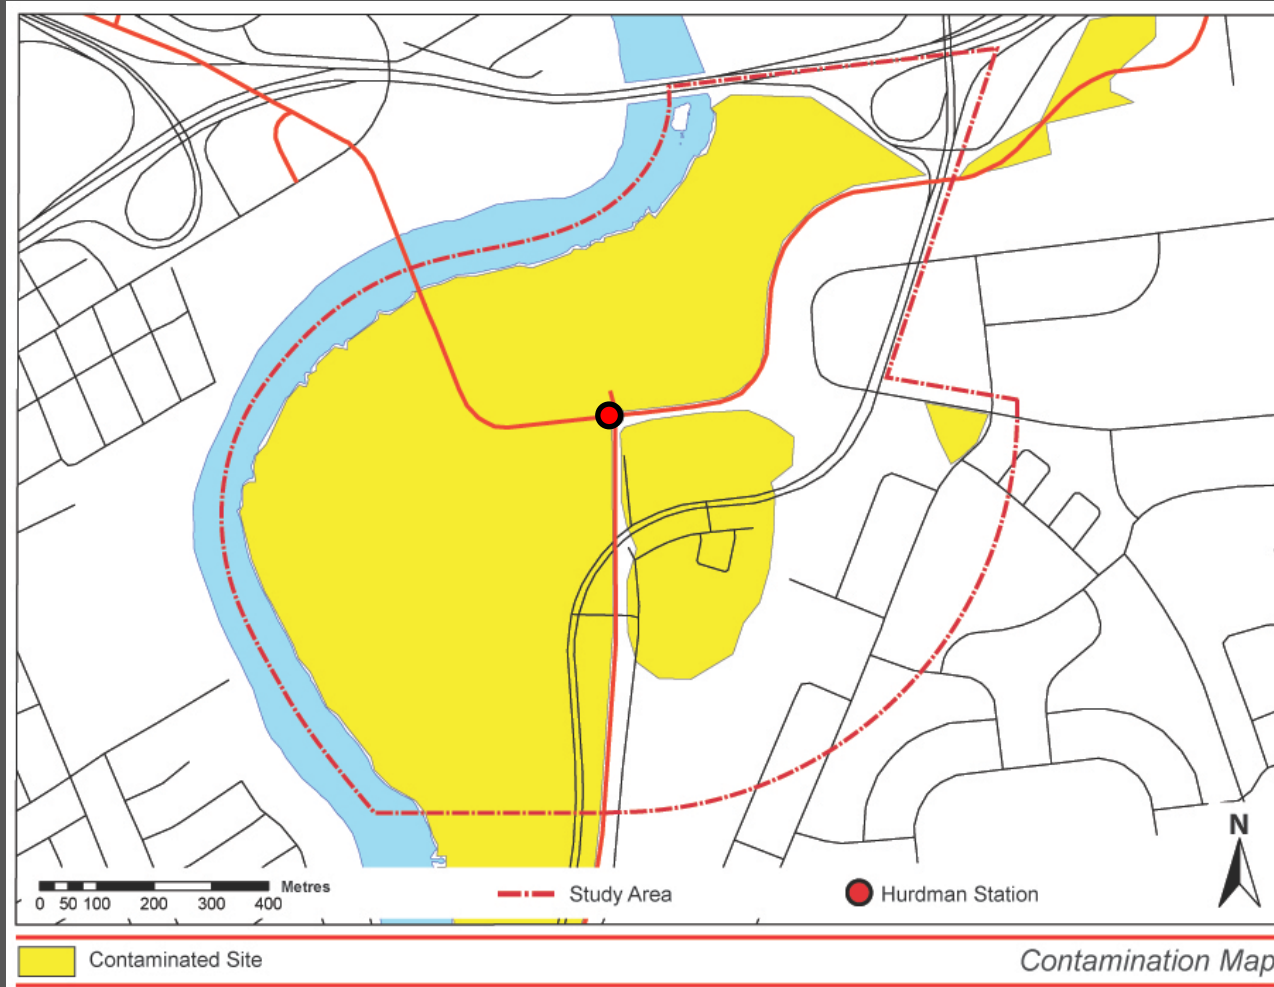 N
Metres
0 50 100 200 300 400
Study Area
Hurdman Station
Contaminated Site
Contamination Map